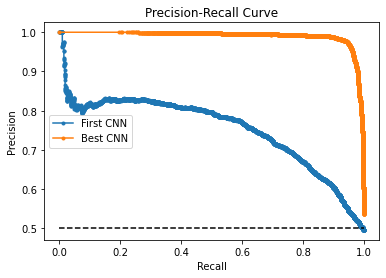 Precision-Recall Curve
1.0
0.9
0.8
0.7
0.6
0.5
Precision
First CNN
Best CNN
0.0 0.2 0.4 0.6 0.8 1.0
Recall